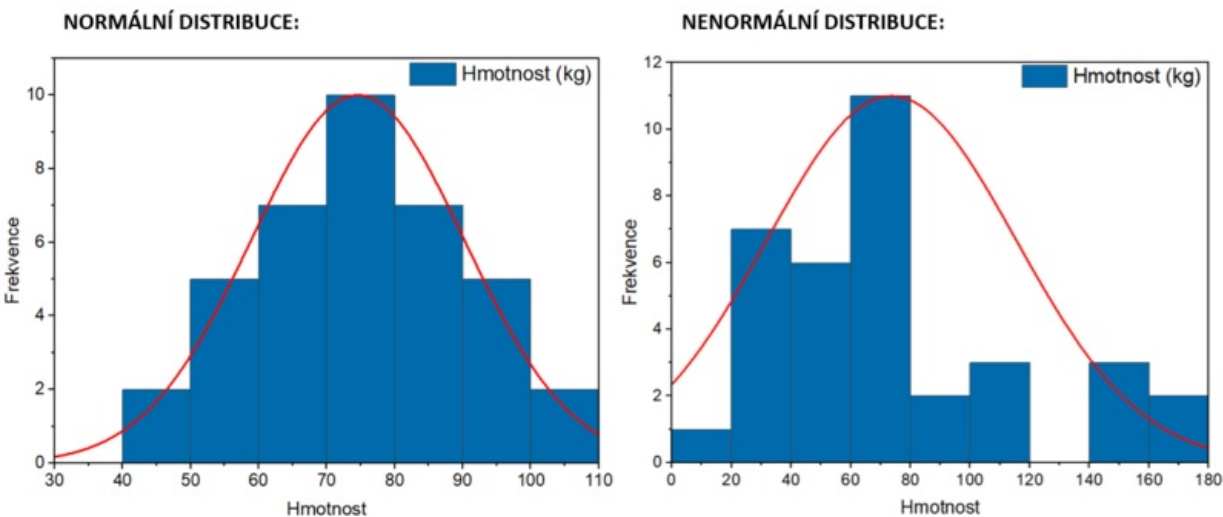 NORMÁLNÍ DISTRIBUCE:
Hmotnost (kg)
10
8
6
4
2
0
Frekvence
30 40 50 60 70 80 90 100 110
Hmotnost
NENORMÁLNÍ DISTRIBUCE:
Hmotnost (kg)
12
10
8
6
4
2
0
Frekvence
0 20 40 60 80 100 120 140 160 180
Hmotnost